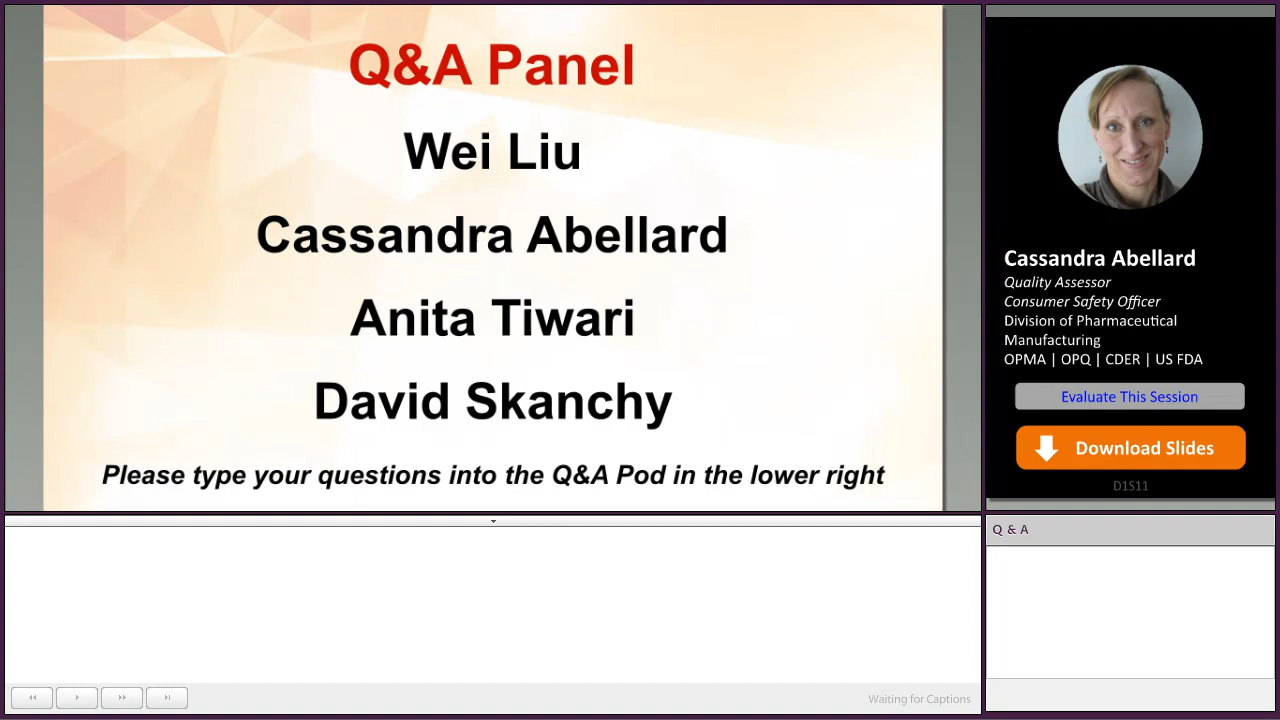 Q&A Panel
Wei Liu
Cassandra Abellard
Anita Tiwari
David Skanchy
Please type your questions into the Q&A Pod in the lower right
Cassandra Abellard
Quality Assessor
Consumer Safety Officer
Division of Pharmaceutical
Manufacturing
OPMA | OPQ | CDER | US FDA
Evaluate This Session
Download Slides
D1S11
Q & A
Waiting for Captions